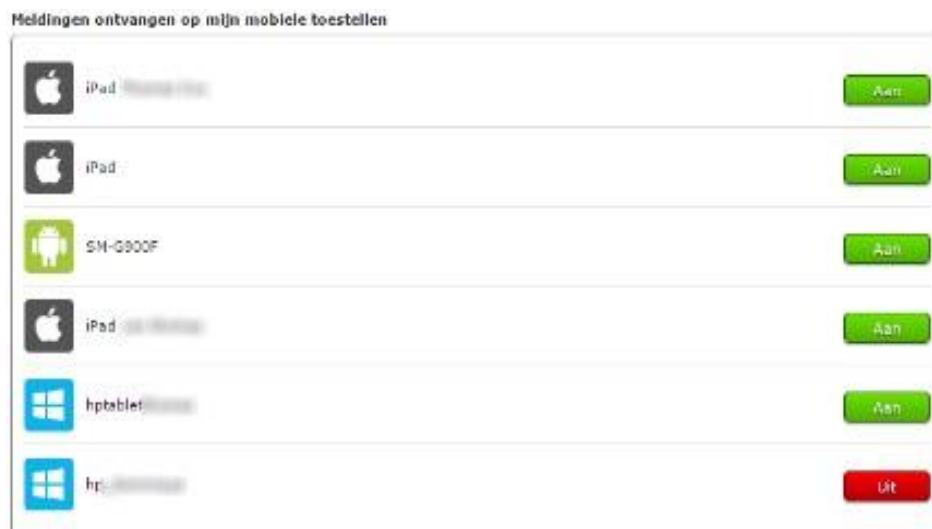 Meldingen ontvangen op mijn mobiele toestellen
iPad
Aan
iPad
Aan
SM-G900F
Aan
iPad
Aan
hptablet
Aan
hp
Uit